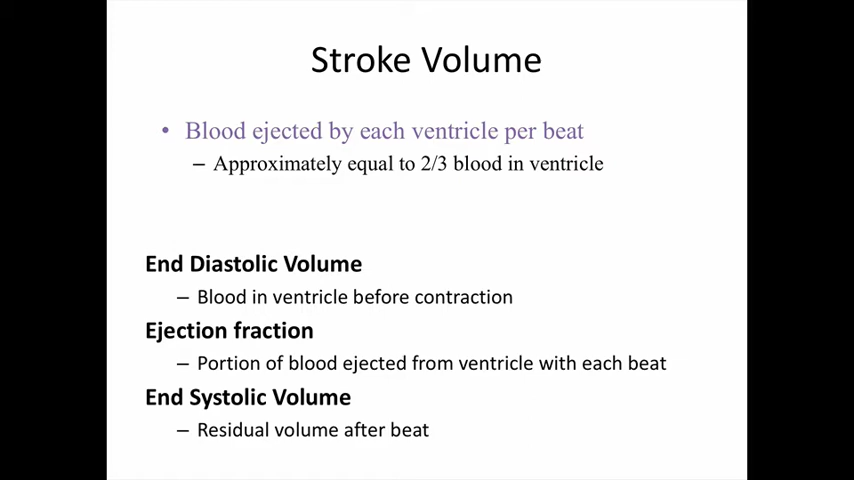 Stroke Volume
• Blood ejected by each ventricle per beat
– Approximately equal to 2/3 blood in ventricle
End Diastolic Volume
– Blood in ventricle before contraction
Ejection fraction
– Portion of blood ejected from ventricle with each beat
End Systolic Volume
– Residual volume after beat